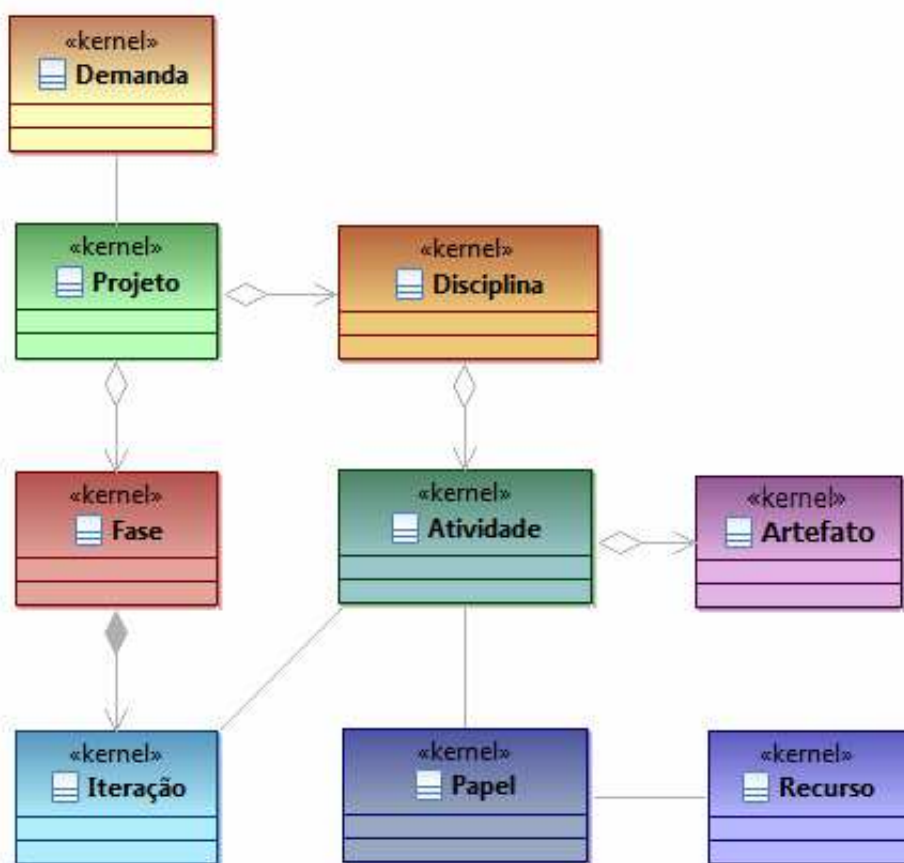 «kernel»
Demanda
«kernel»
Projeto
«kernel»
Disciplina
«kernel»
Fase
«kernel»
Atividade
«kernel»
Artefato
«kernel»
Iteração
«kernel»
Papel
«kernel»
Recurso